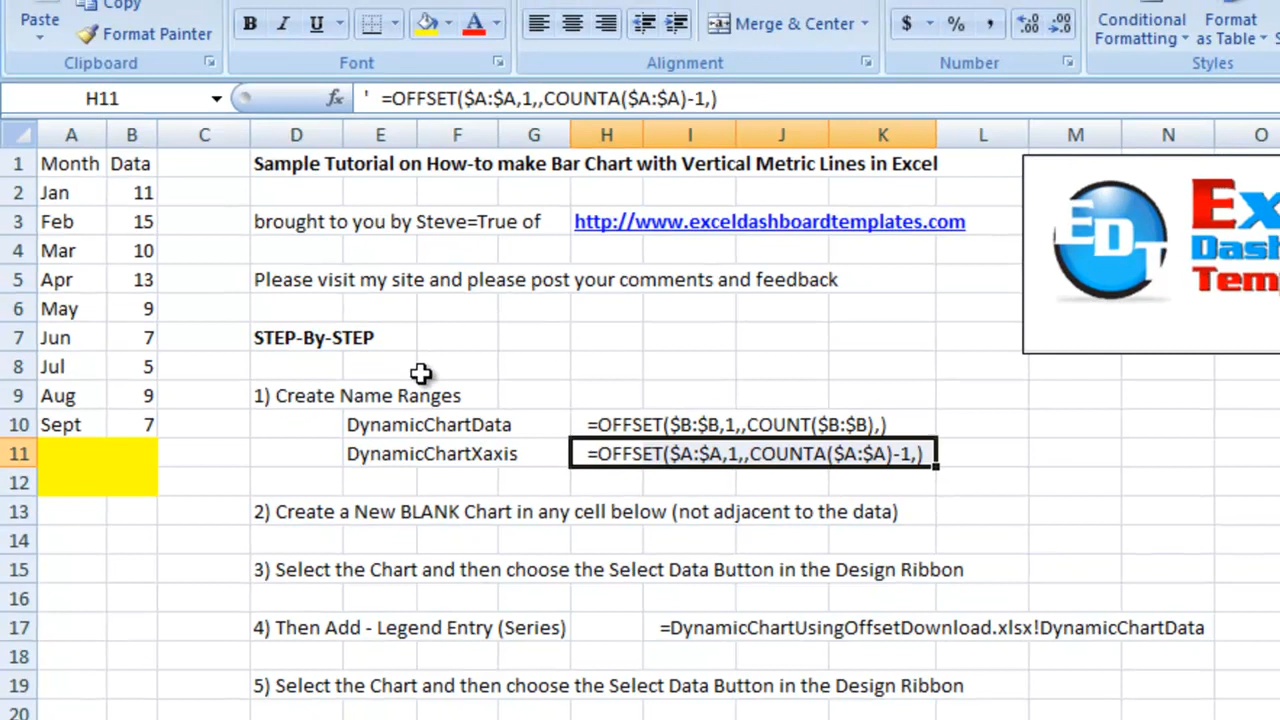 Copy
Paste
Format Painter
B I U A
Merge & Center
$ % ,
Conditional Format
Formatting as Table
Clipboard Font Alignment Number Styles
H11 fx ' =OFFSET($A:$A,1,,COUNTA($A:$A)-1,)
A B C D E F G H I J K L M N O
1 Month Data Sample Tutorial on How-to make Bar Chart with Vertical Metric Lines in Excel
2 Jan 11
3 Feb 15 brought to you by Steve=True of http://www.exceldashboardtemplates.com
4 Mar 10
5 Apr 13 Please visit my site and please post your comments and feedback
6 May 9
7 Jun 7 STEP-By-STEP
8 Jul 5
9 Aug 9 1) Create Name Ranges
10 Sept 7 DynamicChartData =OFFSET($B:$B,1,,COUNT($B:$B),)
11 DynamicChartXaxis =OFFSET($A:$A,1,,COUNTA($A:$A)-1,)
12
13 2) Create a New BLANK Chart in any cell below (not adjacent to the data)
14
15 3) Select the Chart and then choose the Select Data Button in the Design Ribbon
16
17 4) Then Add - Legend Entry (Series) =DynamicChartUsingOffsetDownload.xlsx!DynamicChartData
18
19 5) Select the Chart and then choose the Select Data Button in the Design Ribbon
20
EDT